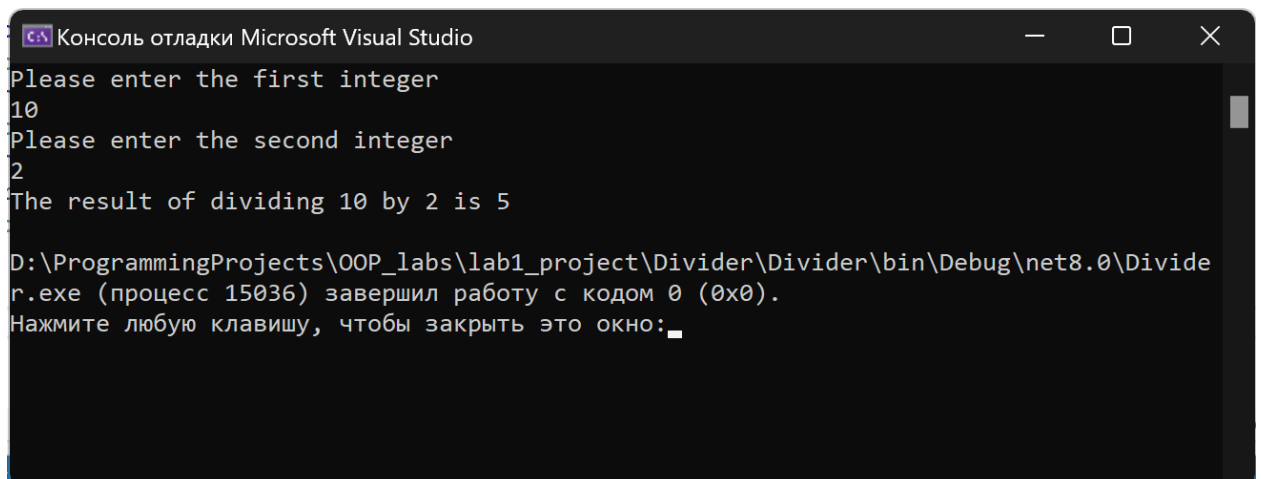 Консоль отладки Microsoft Visual Studio
Please enter the first integer
10
Please enter the second integer
2
The result of dividing 10 by 2 is 5
D:\ProgrammingProjects\OOP_labs\lab1_project\Divider\Divider\bin\Debug\net8.0\Divide
r.exe (процесс 15036) завершил работу с кодом 0 (0x0).
Нажмите любую клавишу, чтобы закрыть это окно: